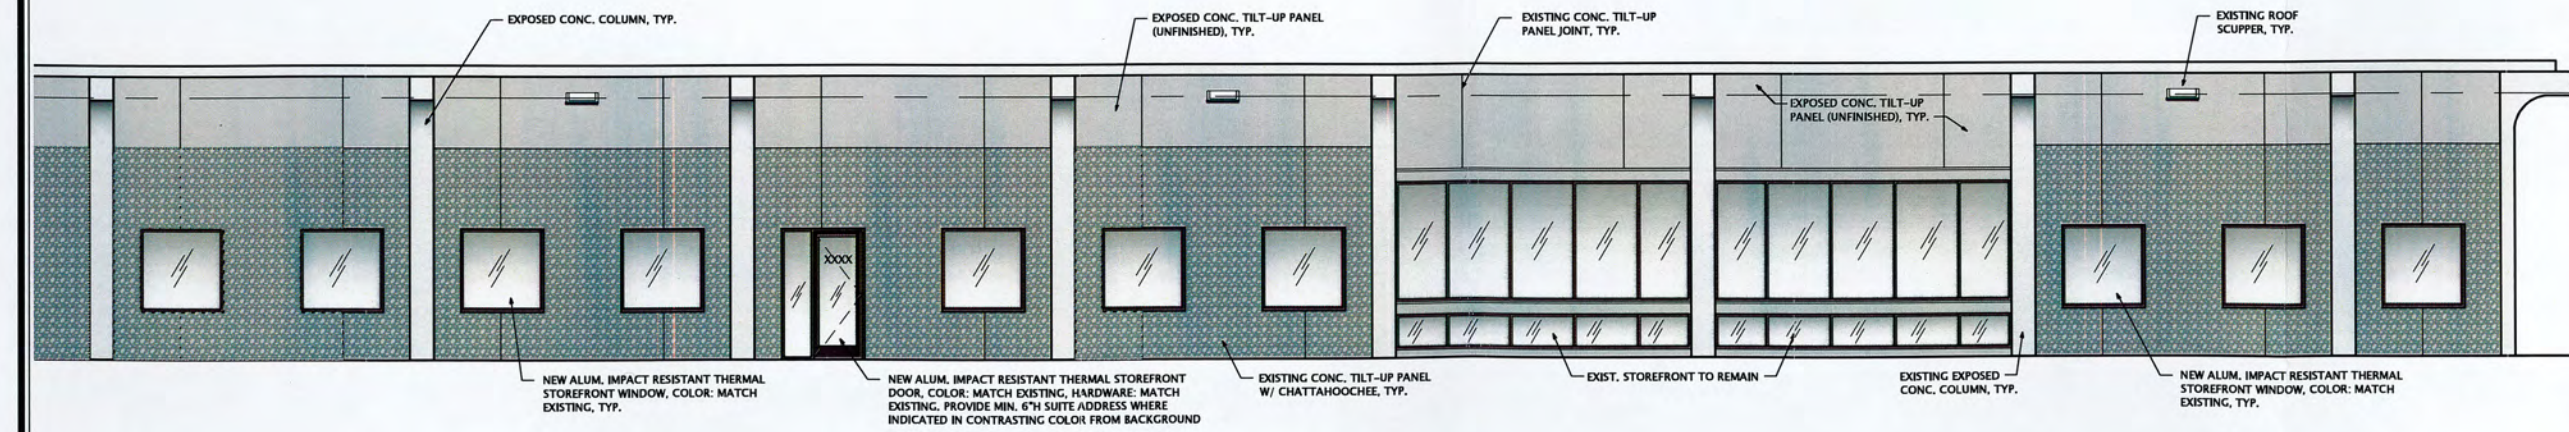 EXPOSED CONC. COLUMN, TYP.
EXPOSED CONC. TILT-UP PANEL
(UNFINISHED), TYP.
EXISTING CONC. TILT-UP
PANEL JOINT, TYP.
EXISTING ROOF
SCUPPER, TYP.
EXPOSED CONC. TILT-UP
PANEL (UNFINISHED), TYP.
XXXX
NEW ALUM. IMPACT RESISTANT THERMAL
STOREFRONT WINDOW, COLOR: MATCH
EXISTING, TYP.
NEW ALUM. IMPACT RESISTANT THERMAL STOREFRONT
DOOR, COLOR: MATCH EXISTING, HARDWARE: MATCH
EXISTING. PROVIDE MIN. 6"H SUITE ADDRESS WHERE
INDICATED IN CONTRASTING COLOR FROM BACKGROUND
EXISTING CONC. TILT-UP PANEL
W/ CHATTAHOOCHEE, TYP.
EXIST. STOREFRONT TO REMAIN
EXISTING EXPOSED
CONC. COLUMN, TYP.
NEW ALUM. IMPACT RESISTANT THERMAL
STOREFRONT WINDOW, COLOR: MATCH
EXISTING, TYP.